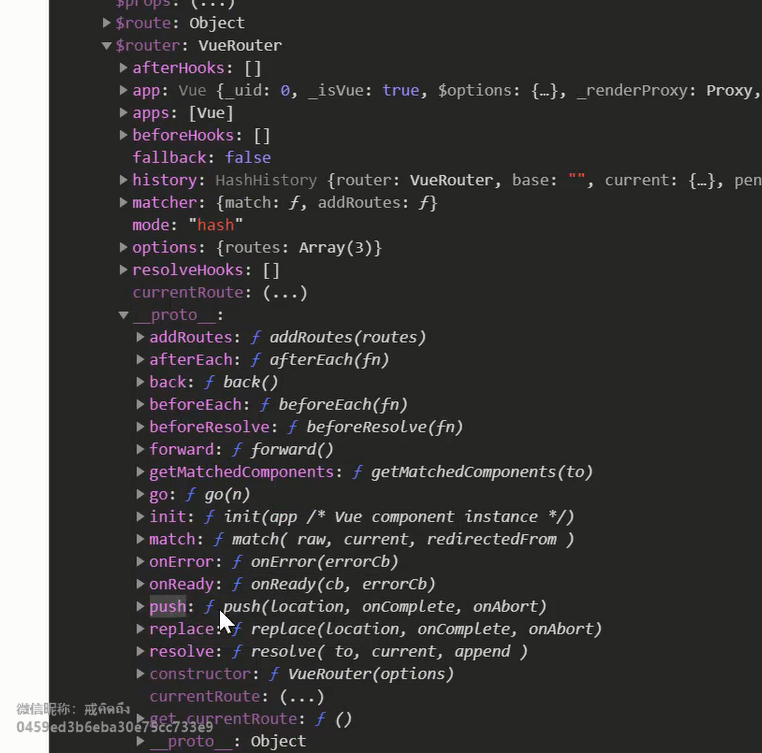 $props: (...)
▶$route: Object
▼$router: VueRouter
▶afterHooks: []
▶app: Vue {_uid: 0, _isVue: true, $options: {…}, _renderProxy: Proxy,
▶apps: [Vue]
▶beforeHooks: []
fallback: false
▶history: HashHistory {router: VueRouter, base: "", current: {…}, pen
▶matcher: {match: ƒ, addRoutes: ƒ}
mode: "hash"
▶options: {routes: Array(3)}
▶resolveHooks: []
currentRoute: (...)
▼__proto__:
▶addRoutes: ƒ addRoutes(routes)
▶afterEach: ƒ afterEach(fn)
▶back: ƒ back()
▶beforeEach: ƒ beforeEach(fn)
▶beforeResolve: ƒ beforeResolve(fn)
▶forward: ƒ forward()
▶getMatchedComponents: ƒ getMatchedComponents(to)
▶go: ƒ go(n)
▶init: ƒ init(app /* Vue component instance */)
▶match: ƒ match( raw, current, redirectedFrom )
▶onError: ƒ onError(errorCb)
▶onReady: ƒ onReady(cb, errorCb)
▶push: ƒ push(location, onComplete, onAbort)
▶replace: ƒ replace(location, onComplete, onAbort)
▶resolve: ƒ resolve( to, current, append )
▶constructor: ƒ VueRouter(options)
currentRoute: (...)
微信昵称: 戒คิดถึง
▶get currentRoute: ƒ ()
0459ed3b6eba30e75cc733e9
▶__proto__: Object